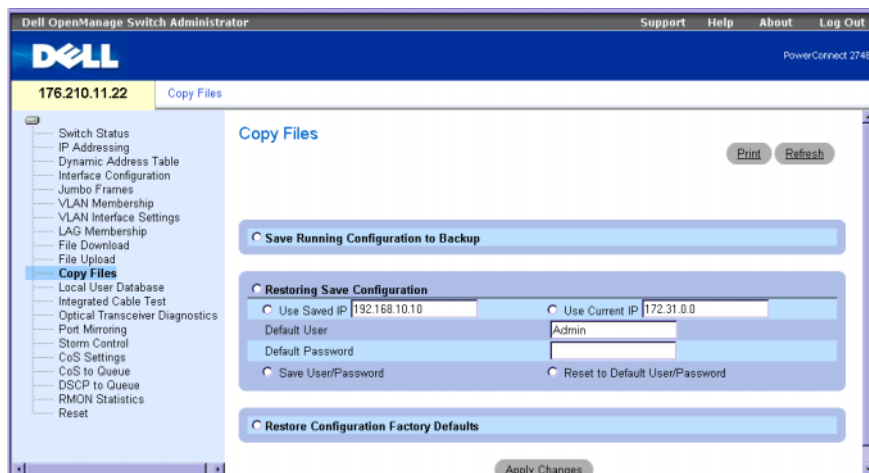 Dell OpenManage Switch Administrator Support Help About Log Out
DELL PowerConnect 2748
176.210.11.22 Copy Files
Switch Status
IP Addressing
Dynamic Address Table
Interface Configuration
Jumbo Frames
VLAN Membership
VLAN Interface Settings
LAG Membership
File Download
File Upload
Copy Files
Local User Database
Integrated Cable Test
Optical Transceiver Diagnostics
Port Mirroring
Storm Control
CoS Settings
CoS to Queue
DSCP to Queue
RMON Statistics
Reset
Copy Files
Print Refresh
Save Running Configuration to Backup
Restoring Save Configuration
Use Saved IP 192.168.10.10 Use Current IP 172.31.0.0
Default User Admin
Default Password
Save User/Password Reset to Default User/Password
Restore Configuration Factory Defaults
Apply Changes